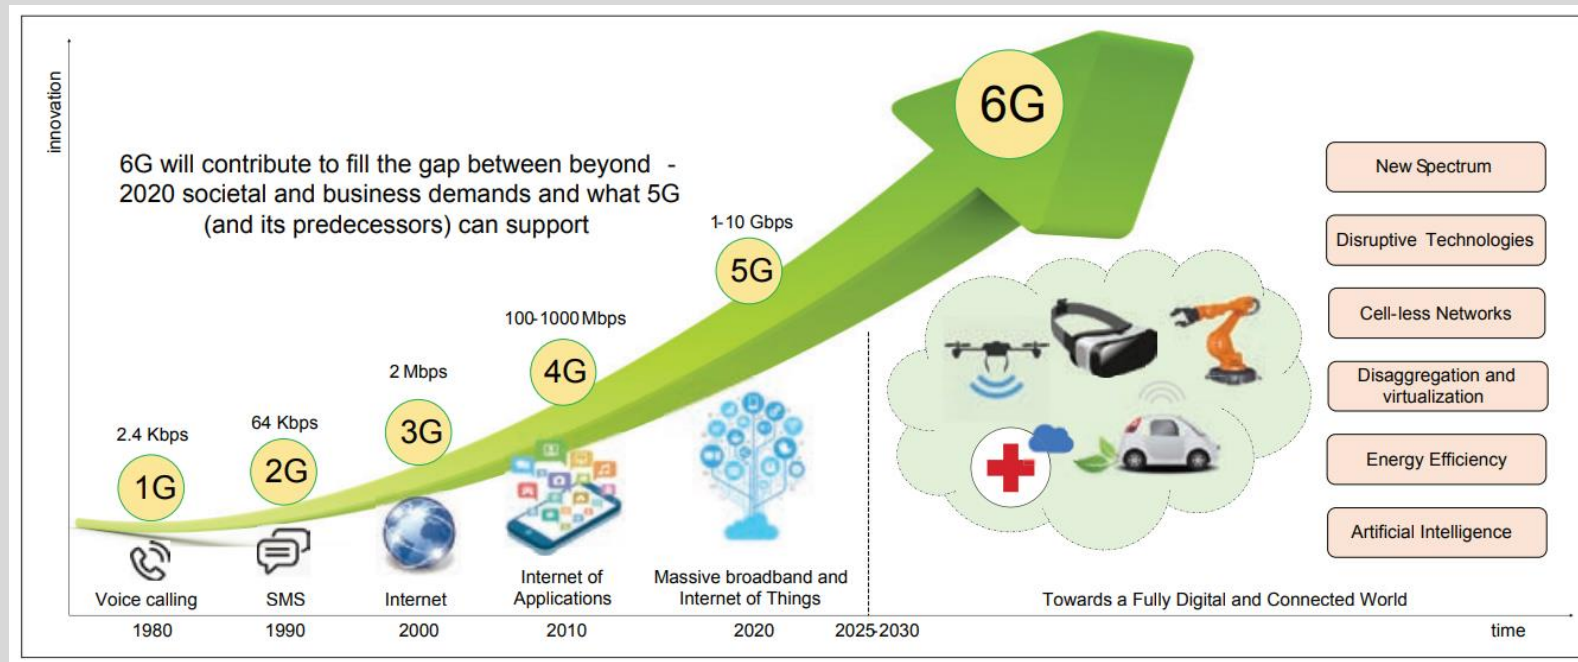 innovation
6G will contribute to fill the gap between beyond -
2020 societal and business demands and what 5G
(and its predecessors) can support
2.4 Kbps
1G
Voice calling
1980
64 Kbps
2G
SMS
1990
2 Mbps
3G
Internet
2000
100-1000 Mbps
4G
Internet of
Applications
2010
1-10 Gbps
5G
Massive broadband and
Internet of Things
2020
6G
2025-2030
Towards a Fully Digital and Connected World
New Spectrum
Disruptive Technologies
Cell-less Networks
Disaggregation and
virtualization
Energy Efficiency
Artificial Intelligence
time